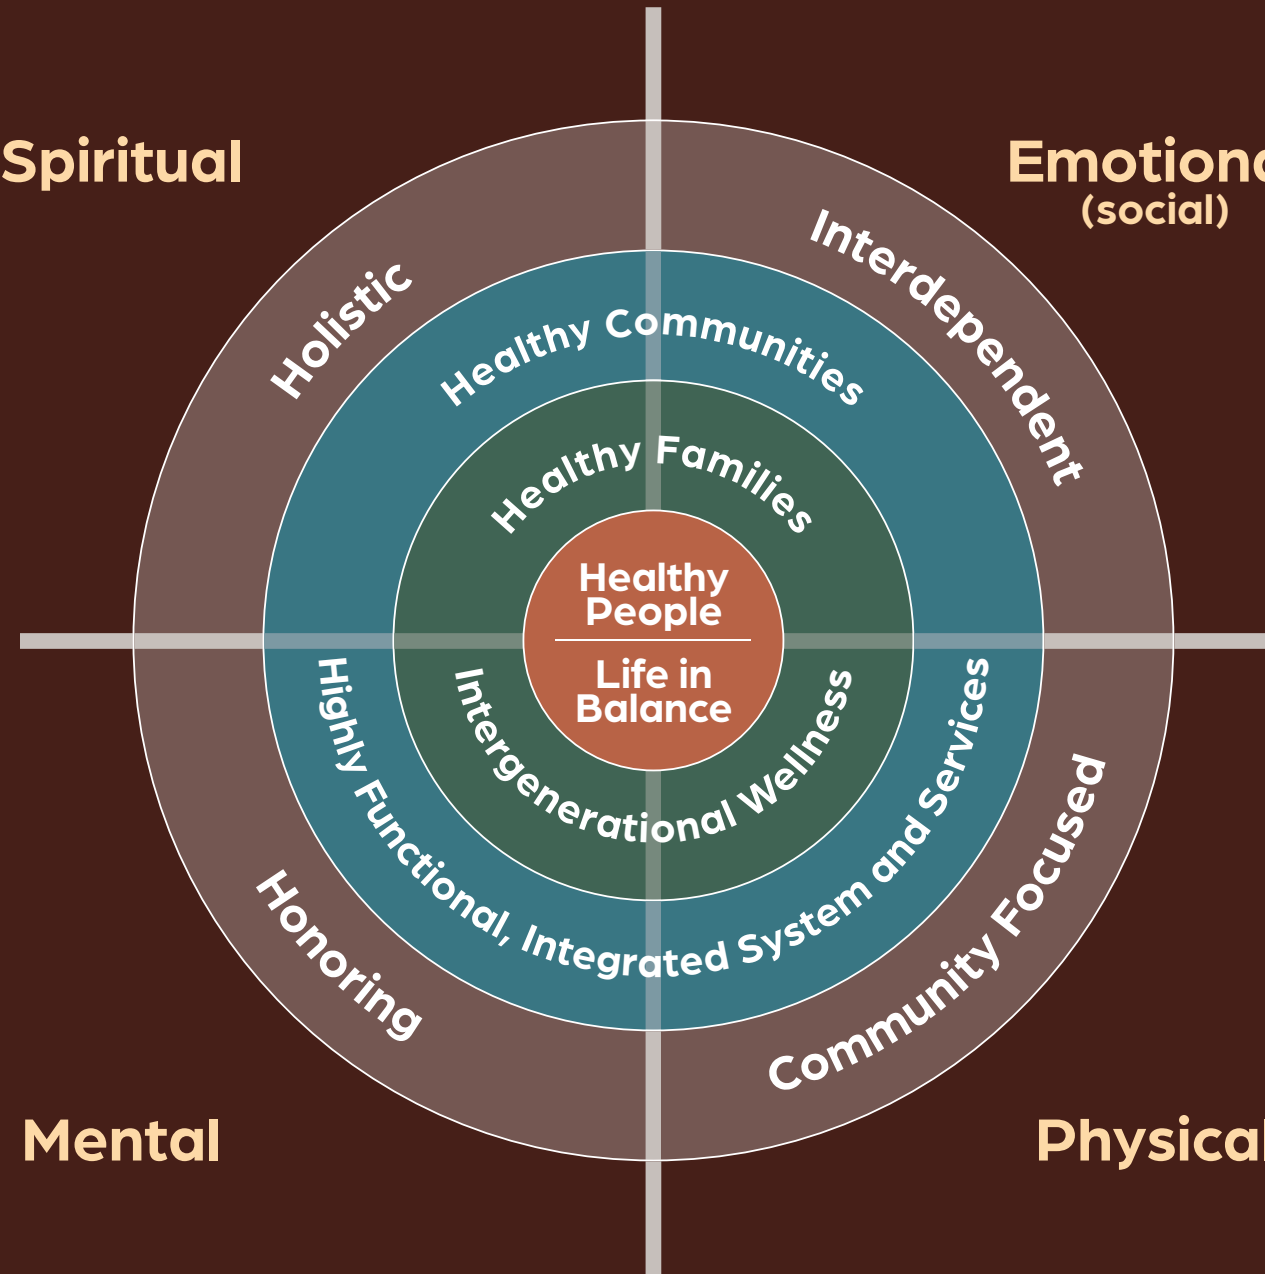 Spiritual
Emotiona
(social)
Holistic
Interdependent
Healthy Communities
Healthy Families
Healthy
People
Life in
Balance
Intergenerational Wellness
Highly Functional, Integrated System and Services
Honoring
Community Focused
Mental
Physical